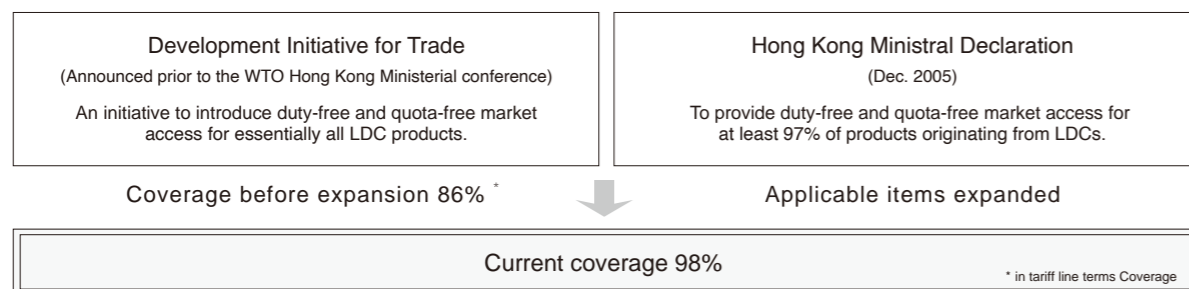 Development Initiative for Trade
(Announced prior to the WTO Hong Kong Ministerial conference)
An initiative to introduce duty-free and quota-free market
access for essentially all LDC products.
Hong Kong Ministral Declaration
(Dec. 2005)
To provide duty-free and quota-free market access for
at least 97% of products originating from LDCs.
Coverage before expansion 86% *
Applicable items expanded
Current coverage 98%
* in tariff line terms Coverage